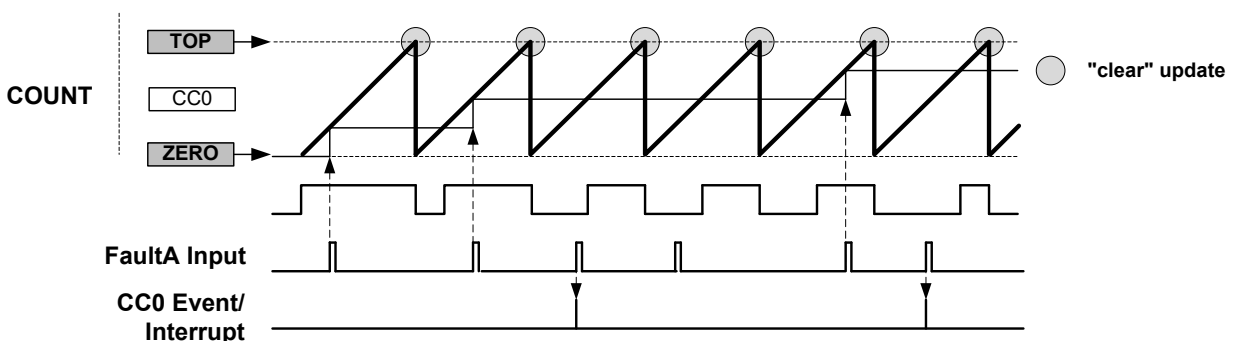 TOP
"clear" update
COUNT
CC0
ZERO
FaultA Input
CC0 Event/
Interrupt